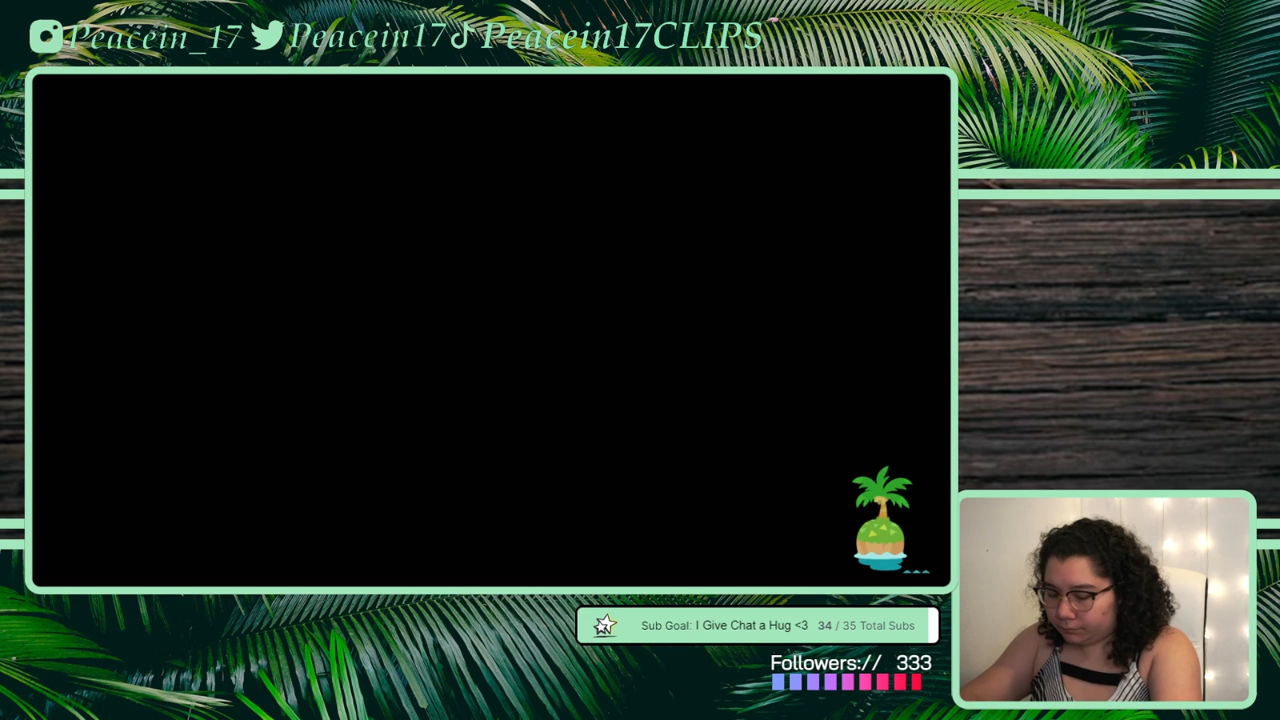 Peacein_17 Peacein17 Peacein17CLIPS
Sub Goal: I Give Chat a Hug <3 34 / 35 Total Subs
Followers:// 333